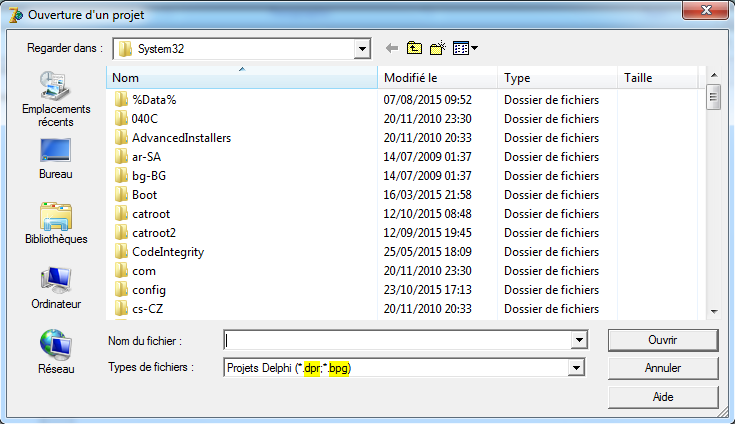 Ouverture d'un projet
Regarder dans : System32
Nom Modifié le Type Taille
%Data% 07/08/2015 09:52 Dossier de fichiers
040C 20/11/2010 23:30 Dossier de fichiers
AdvancedInstallers 20/11/2010 20:33 Dossier de fichiers
ar-SA 14/07/2009 01:37 Dossier de fichiers
bg-BG 14/07/2009 01:37 Dossier de fichiers
Boot 16/03/2015 21:58 Dossier de fichiers
catroot 12/10/2015 08:48 Dossier de fichiers
catroot2 12/09/2015 19:45 Dossier de fichiers
CodeIntegrity 25/05/2015 18:09 Dossier de fichiers
com 20/11/2010 23:30 Dossier de fichiers
config 23/10/2015 17:13 Dossier de fichiers
cs-CZ 20/11/2010 20:33 Dossier de fichiers
Emplacements
récents
Bureau
Bibliothèques
Ordinateur
Réseau
Nom du fichier : Ouvrir
Types de fichiers : Projets Delphi (*.dpr;*.bpg) Annuler
Aide